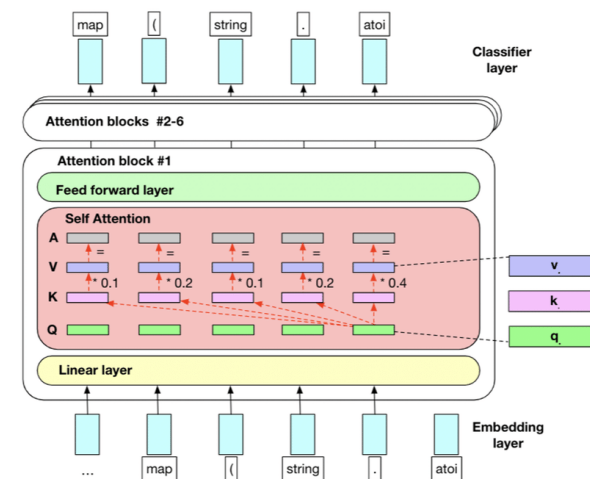 map ( string . atoi
Classifier
layer
Attention blocks #2-6
Attention block #1
Feed forward layer
Self Attention
A
= = = = =
V
* 0.1 * 0.2 * 0.1 * 0.2 * 0.4
K
Q
v.
k.
q.
Linear layer
Embedding
layer
... map ( string . atoi